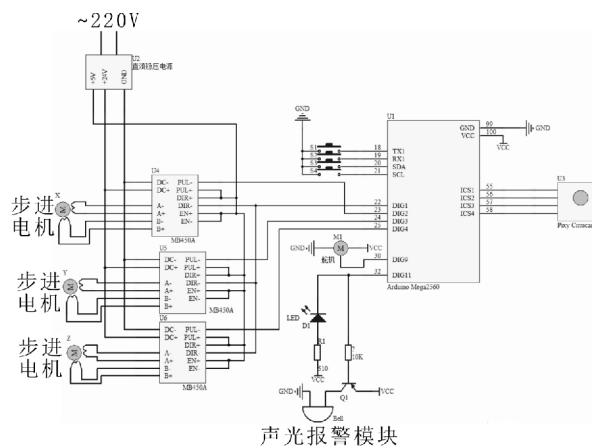 ~220V
U2
直流稳压电源
+5V
+24V
GND
GND
U1
S1
S2
S3
S4
18
19
20
21
TX1
RX1
SDA
SCL
GND
VCC
99
100
GND
VCC
U3
ICS1
ICS2
ICS3
ICS4
55
56
57
58
Pixy Cmucam
步进
电机
X
M
U4
DC- PUL-
DC+ PUL+
DIR+
A- DIR-
A+ EN+
B- EN-
B+
MB450A
22
23
24
25
DIG1
DIG2
DIG3
DIG4
GND
M1
M
舵机
VCC
30
DIG9
32
DIG11
Arduino Mega2560
步进
电机
Y
M
U5
DC- PUL-
DC+ PUL+
DIR+
A- DIR-
A+ EN+
B- EN-
B+
MB450A
步进
电机
Z
M
U6
DC- PUL-
DC+ PUL+
DIR+
A- DIR-
A+ EN+
B- EN-
B+
MB450A
LED
D1
R1
510
VCC
10K
Q1
VCC
GND
Bell
声光报警模块